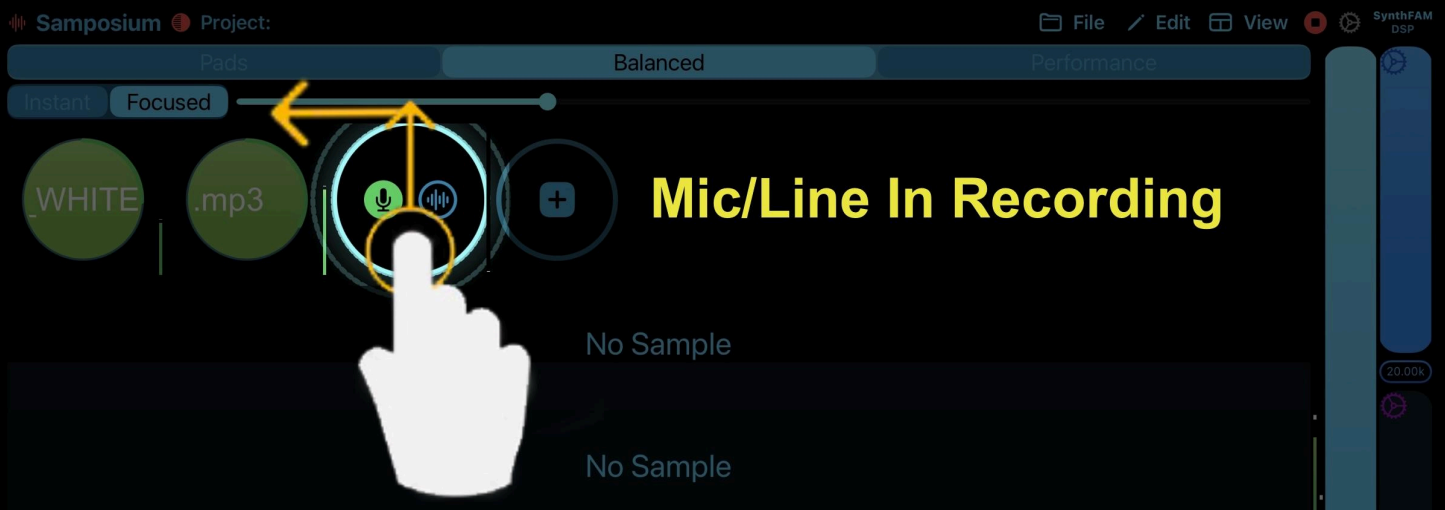 Samposium Project: File Edit View SynthFAM
DSP
Pads Balanced Performance
Instant Focused
_WHITE .mp3 Mic/Line In Recording
No Sample
20.00k
No Sample